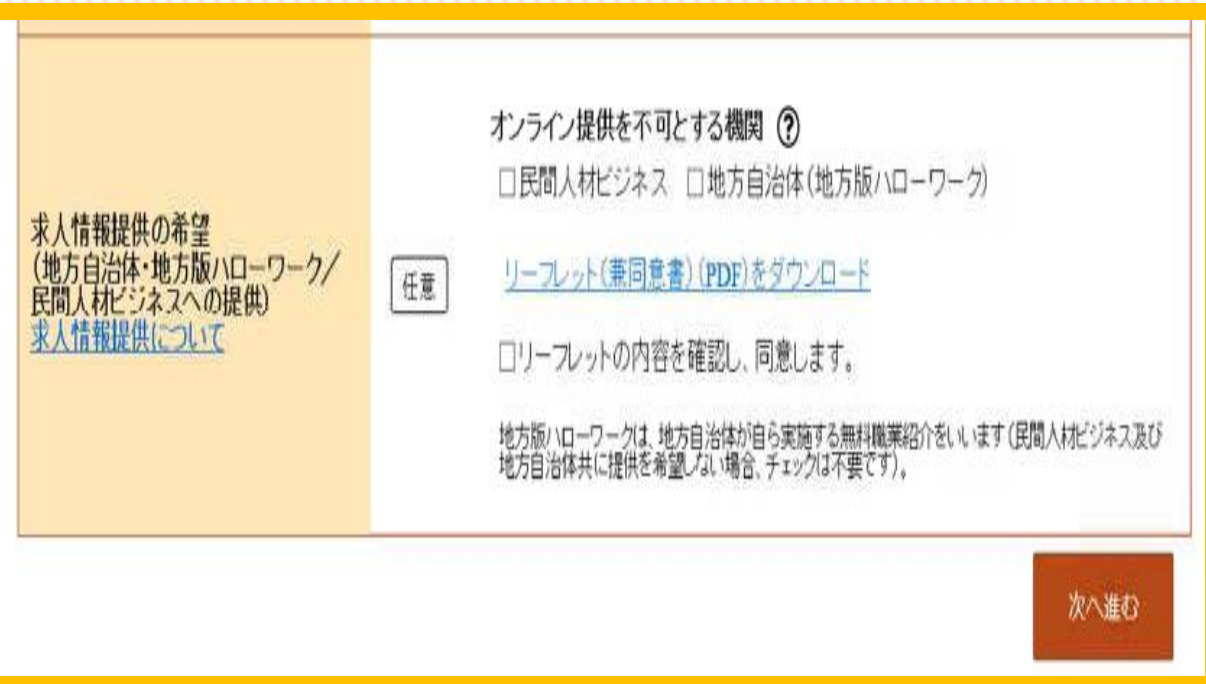 求人情報提供の希望
(地方自治体・地方版ハローワーク/
民間人材ビジネスへの提供)
求人情報提供について
任意
オンライン提供を不可とする機関 ?
□民間人材ビジネス □地方自治体(地方版ハローワーク)
リーフレット(兼同意書)(PDF)をダウンロード
□リーフレットの内容を確認し、同意します。
地方版ハローワークは、地方自治体が自ら実施する無料職業紹介をいいます(民間人材ビジネス及び
地方自治体共に提供を希望しない場合、チェックは不要です)。
次へ進む